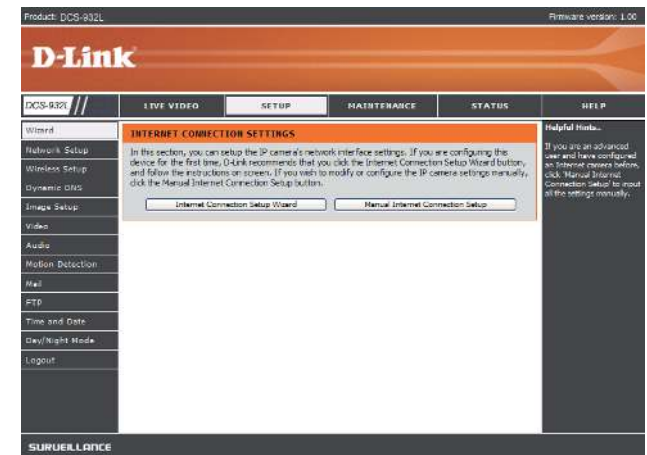 Product: DCS-932L Firmware version: 1.00
D-Link
DCS-932L // LIVE VIDEO SETUP MAINTENANCE STATUS HELP
Wizard
Network Setup
Wireless Setup
Dynamic DNS
Image Setup
Video
Audio
Motion Detection
Mail
FTP
Time and Date
Day/Night Mode
Logout
INTERNET CONNECTION SETTINGS
In this section, you can setup the IP camera's network interface settings. If you are configuring this
device for the first time, D-Link recommends that you click the Internet Connection Setup Wizard button,
and follow the instructions on screen. If you wish to modify or configure the IP camera settings manually,
click the Manual Internet Connection Setup button.
Internet Connection Setup Wizard Manual Internet Connection Setup
Helpful Hints..
If you are an advanced
user and have configured
an Internet camera before,
click 'Manual Internet
Connection Setup' to input
all the settings manually.
SURVEILLANCE